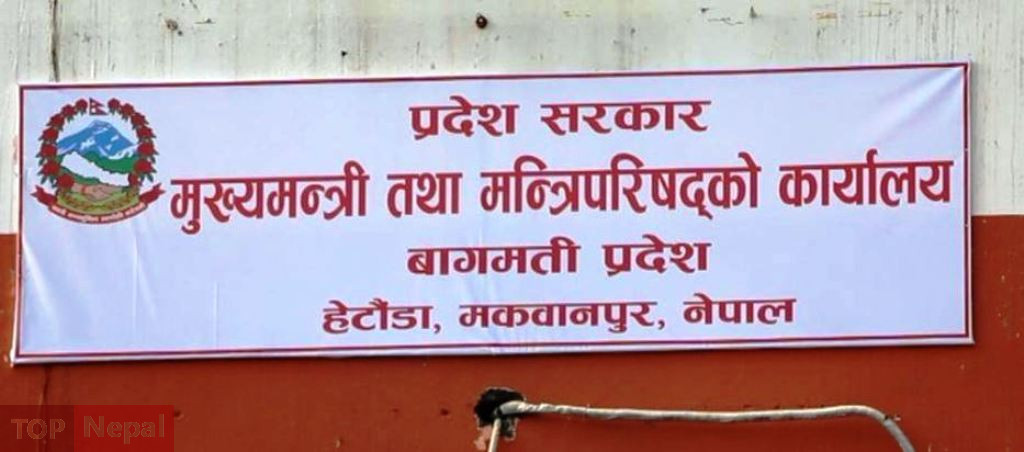 प्रदेश सरकार
मुख्यमन्त्री तथा मन्त्रिपरिषद्को कार्यालय
बागमती प्रदेश
हेटौंडा, मकवानपुर, नेपाल
TOP Nepal